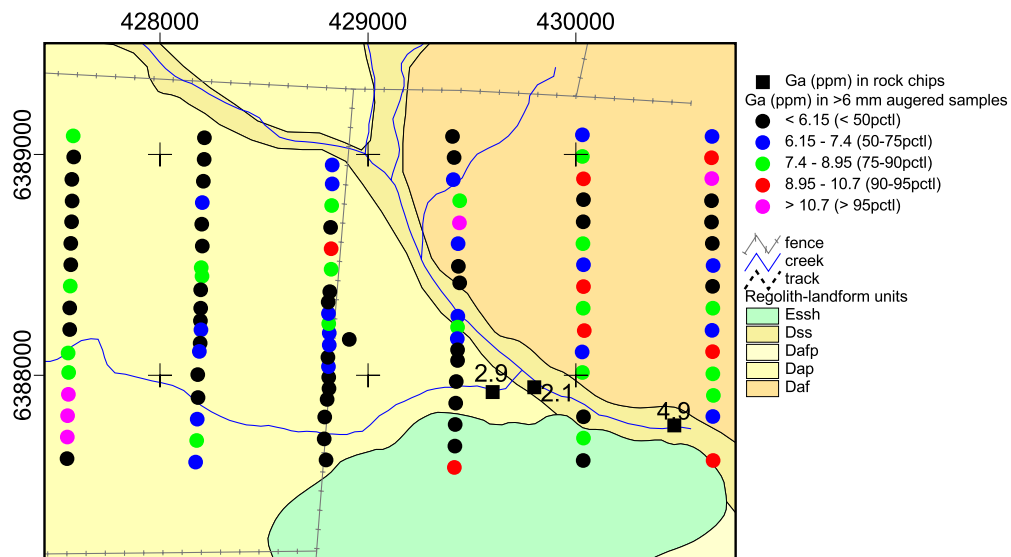 428000 429000 430000
6389000
6388000
2.9
2.1
4.9
Ga (ppm) in rock chips
Ga (ppm) in >6 mm augered samples
< 6.15 (< 50pctl)
6.15 - 7.4 (50-75pctl)
7.4 - 8.95 (75-90pctl)
8.95 - 10.7 (90-95pctl)
> 10.7 (> 95pctl)
fence
creek
track
Regolith-landform units
Essh
Dss
Dafp
Dap
Daf